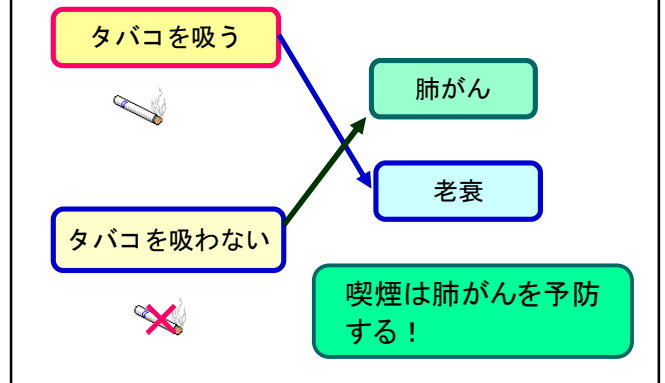 タバコを吸う
肺がん
老衰
タバコを吸わない
喫煙は肺がんを予防
する！